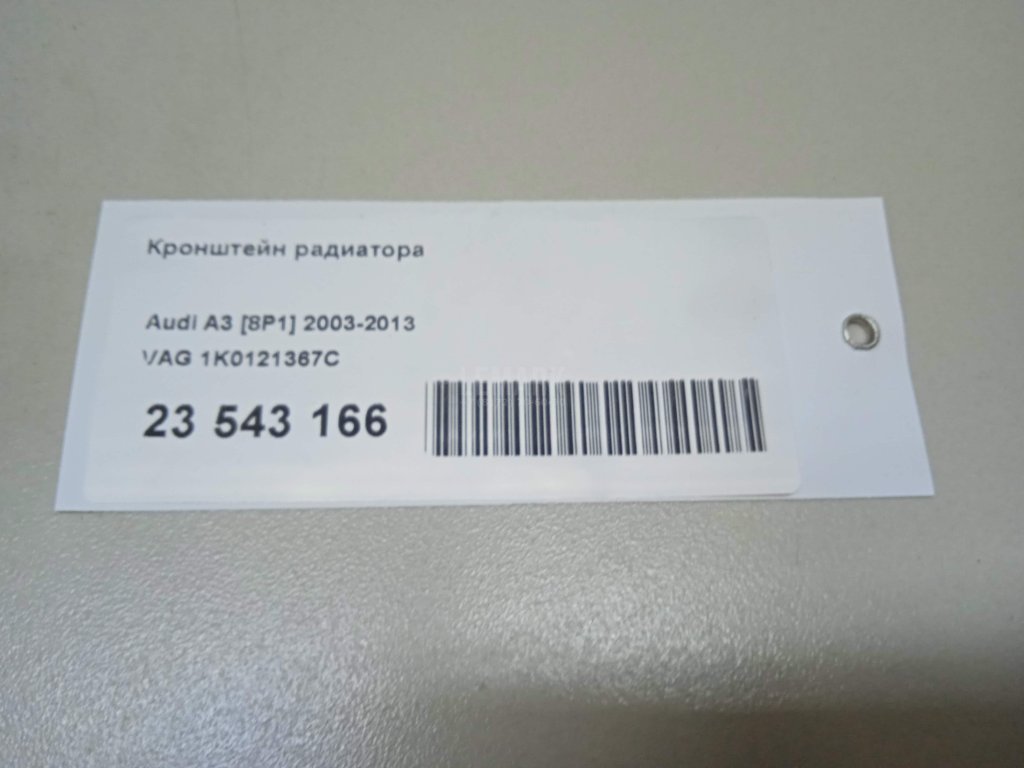 Кронштейн радиатора
Audi A3 [8P1] 2003-2013
VAG 1K0121367C
23 543 166